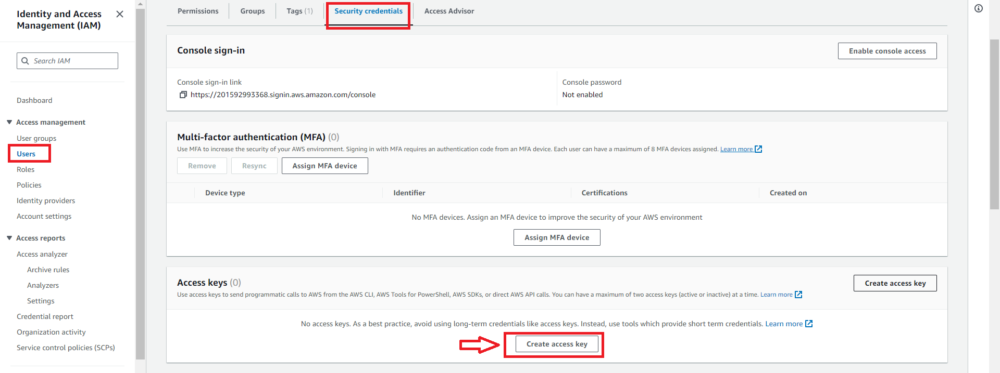 Identity and Access
Management (IAM)
Search IAM
Dashboard
Access management
User groups
Users
Roles
Policies
Identity providers
Account settings
Access reports
Access analyzer
Archive rules
Analyzers
Settings
Credential report
Organization activity
Service control policies (SCPs)
Permissions
Groups
Tags (1)
Security credentials
Access Advisor
Console sign-in
Enable console access
Console sign-in link
https://201592993368.signin.aws.amazon.com/console
Console password
Not enabled
Multi-factor authentication (MFA) (0)
Use MFA to increase the security of your AWS environment. Signing in with MFA requires an authentication code from an MFA device. Each user can have a maximum of 8 MFA devices assigned. Learn more
Remove
Resync
Assign MFA device
Device type
Identifier
Certifications
Created on
No MFA devices. Assign an MFA device to improve the security of your AWS environment
Assign MFA device
Access keys (0)
Create access key
Use access keys to send programmatic calls to AWS from the AWS CLI, AWS Tools for PowerShell, AWS SDKs, or direct AWS API calls. You can have a maximum of two access keys (active or inactive) at a time. Learn more
No access keys. As a best practice, avoid using long-term credentials like access keys. Instead, use tools which provide short term credentials. Learn more
Create access key